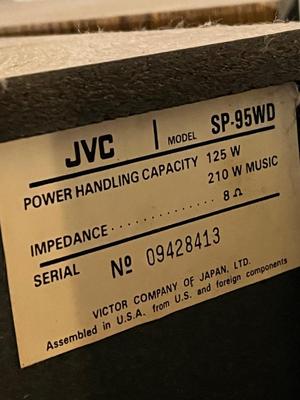 JVC | MODEL SP-95WD
POWER HANDLING CAPACITY 125 W
210 W MUSIC
IMPEDANCE . . . . . . . . . . . . . . 8 Ω
SERIAL Nº 09428413
VICTOR COMPANY OF JAPAN, LTD.
Assembled in U.S.A. from U.S. and foreign components